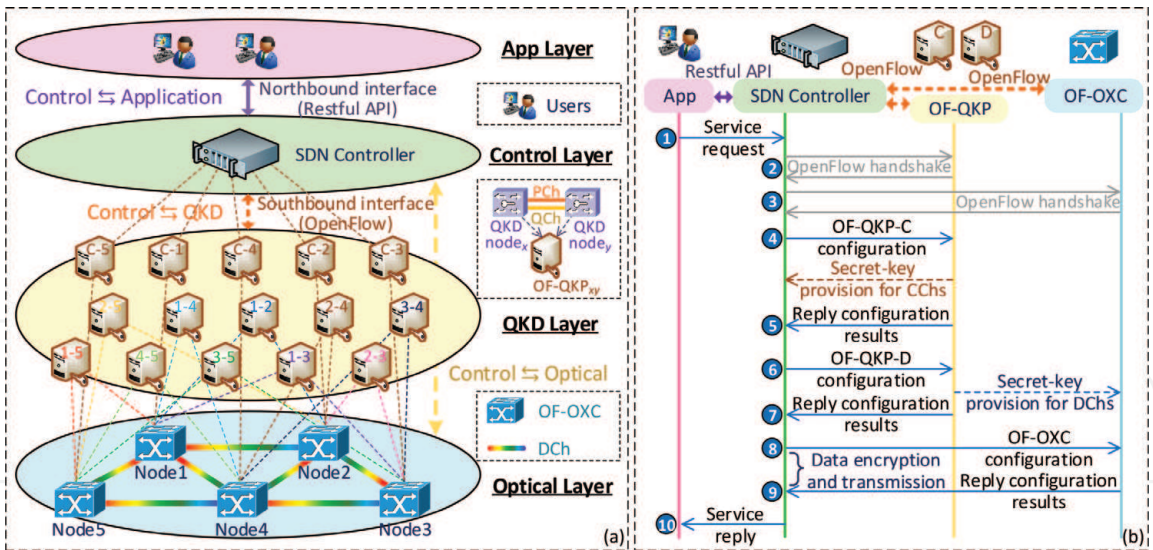 App Layer
Control ⇆ Application
Northbound interface
(Restful API)
Users
SDN Controller
Control Layer
Control ⇆ QKD
Southbound interface
(OpenFlow)
PCh
QCh
QKD
nodex
QKD
nodey
OF-QKPxy
C-5
C-1
C-4
C-2
C-3
1-4
1-2
2-4
3-4
QKD Layer
1-5
4-5
3-5
1-3
2-3
Control ⇆ Optical
OF-OXC
DCh
Node1
Node2
Node5
Node4
Node3
Optical Layer
(a)
C
D
Restful API
OpenFlow
OpenFlow
App
SDN Controller
OF-QKP
OF-OXC
1
Service
request
2
OpenFlow handshake
3
OpenFlow handshake
4
OF-QKP-C
configuration
Secret-key
provision for CChs
5
Reply configuration
results
6
OF-QKP-D
configuration
Secret-key
provision for DChs
7
Reply configuration
results
8
OF-OXC
configuration
Data encryption
and transmission
9
Reply configuration
results
10
Service
reply
(b)